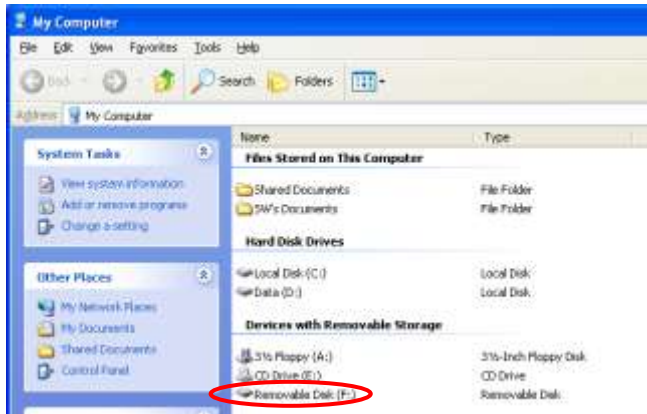 My Computer
File Edit View Favorites Tools Help
Back Search Folders
Address My Computer
Name Type
System Tasks
View system information
Add or remove programs
Change a setting
Other Places
My Network Places
My Documents
Shared Documents
Control Panel
Files Stored on This Computer
Shared Documents File Folder
SW's Documents File Folder
Hard Disk Drives
Local Disk (C:) Local Disk
Data (D:) Local Disk
Devices with Removable Storage
3½ Floppy (A:) 3½-Inch Floppy Disk
CD Drive (E:) CD Drive
Removable Disk (F:) Removable Disk